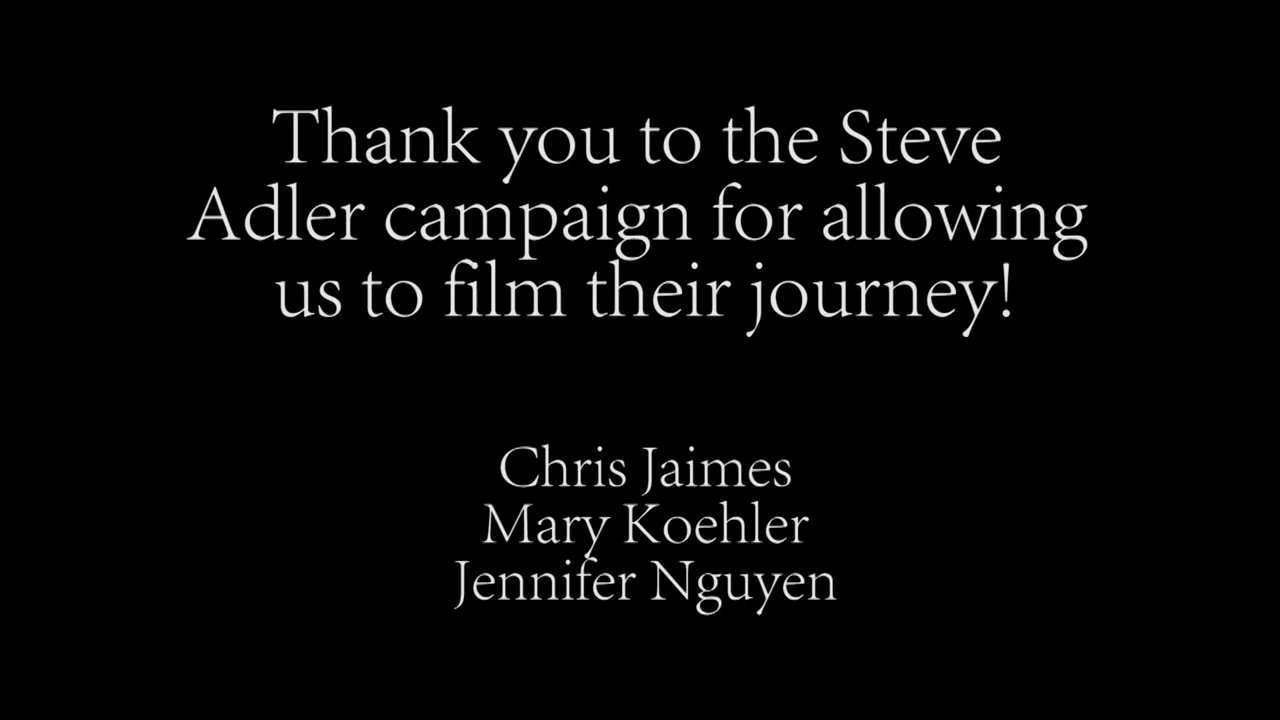 Thank you to the Steve
Adler campaign for allowing
us to film their journey!
Chris Jaimes
Mary Koehler
Jennifer Nguyen